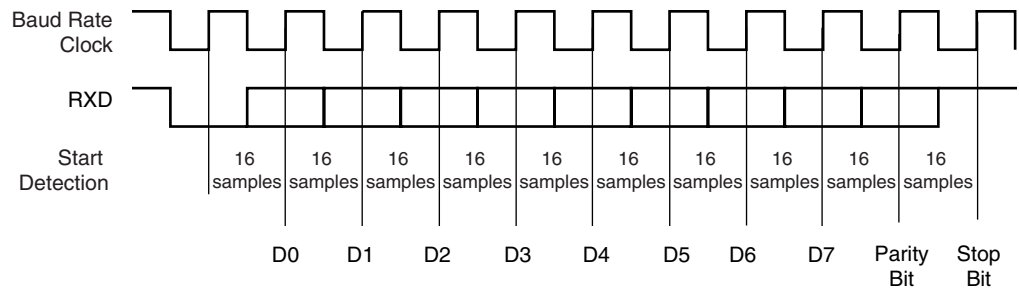 Baud Rate
Clock
RXD
Start
Detection
16 16 16 16 16 16 16 16 16 16
samples samples samples samples samples samples samples samples samples samples
D0 D1 D2 D3 D4 D5 D6 D7 Parity Stop
Bit Bit